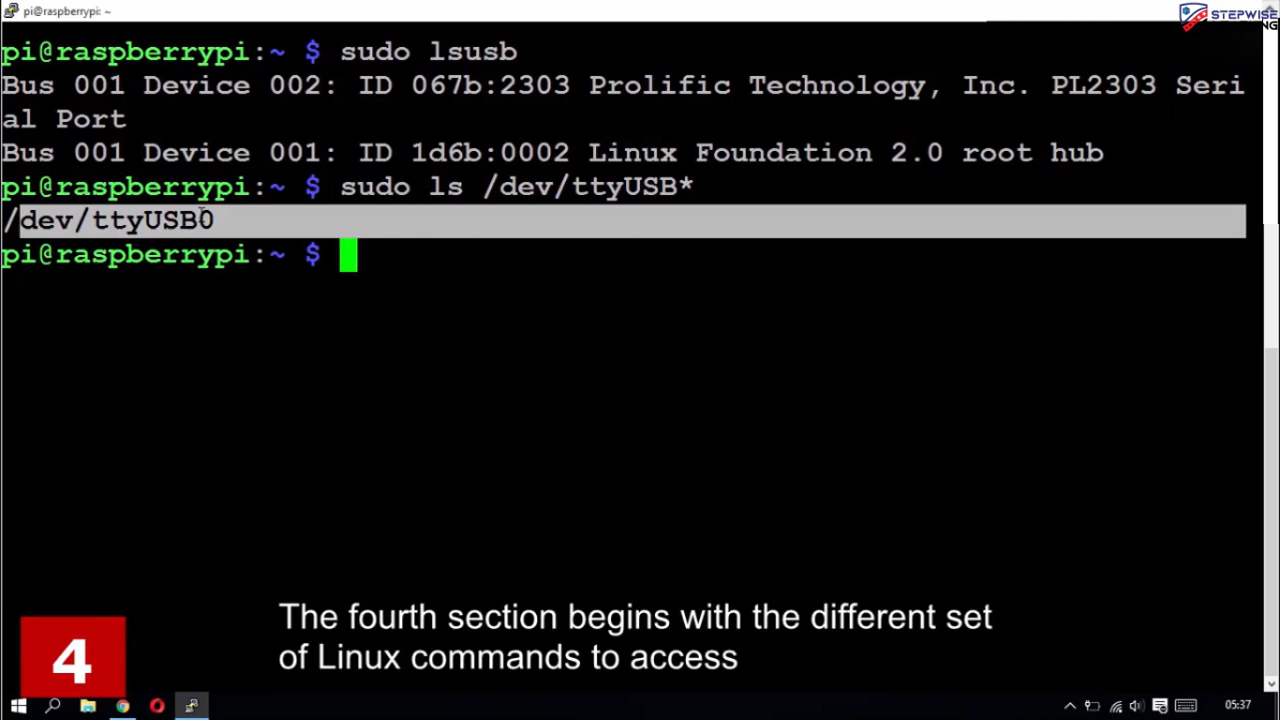 pi@raspberrypi: ~
STEPWISE
pi@raspberrypi:~ $ sudo lsusb
Bus 001 Device 002: ID 067b:2303 Prolific Technology, Inc. PL2303 Seri
al Port
Bus 001 Device 001: ID 1d6b:0002 Linux Foundation 2.0 root hub
pi@raspberrypi:~ $ sudo ls /dev/ttyUSB*
/dev/ttyUSB0
pi@raspberrypi:~ $
4
The fourth section begins with the different set
of Linux commands to access
05:37